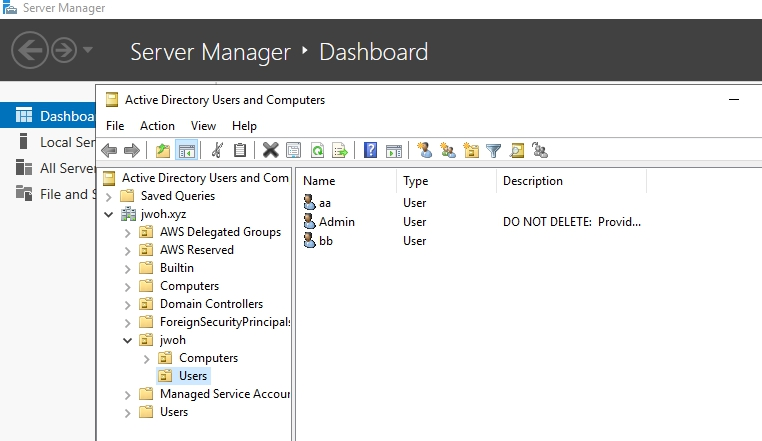 Server Manager
Server Manager ‣ Dashboard
Dashboa
Local Ser
All Server
File and S
Active Directory Users and Computers
File Action View Help
Active Directory Users and Com
Saved Queries
jwoh.xyz
AWS Delegated Groups
AWS Reserved
Builtin
Computers
Domain Controllers
ForeignSecurityPrincipals
jwoh
Computers
Users
Managed Service Accour
Users
Name Type Description
aa User
Admin User DO NOT DELETE: Provid...
bb User